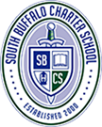 SOUTH BUFFALO CHARTER SCHOOL
SB
CS
ESTABLISHED 2000